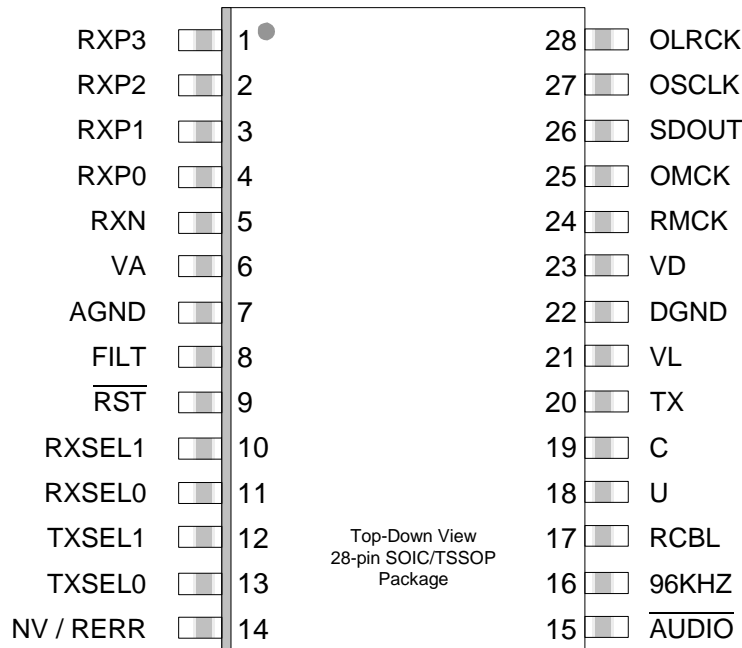 RXP3 1 28 OLRCK
RXP2 2 27 OSCLK
RXP1 3 26 SDOUT
RXP0 4 25 OMCK
RXN 5 24 RMCK
VA 6 23 VD
AGND 7 22 DGND
FILT 8 21 VL
RST 9 20 TX
RXSEL1 10 19 C
RXSEL0 11 18 U
TXSEL1 12 Top-Down View 17 RCBL
28-pin SOIC/TSSOP
TXSEL0 13 Package 16 96KHZ
NV / RERR 14 15 AUDIO